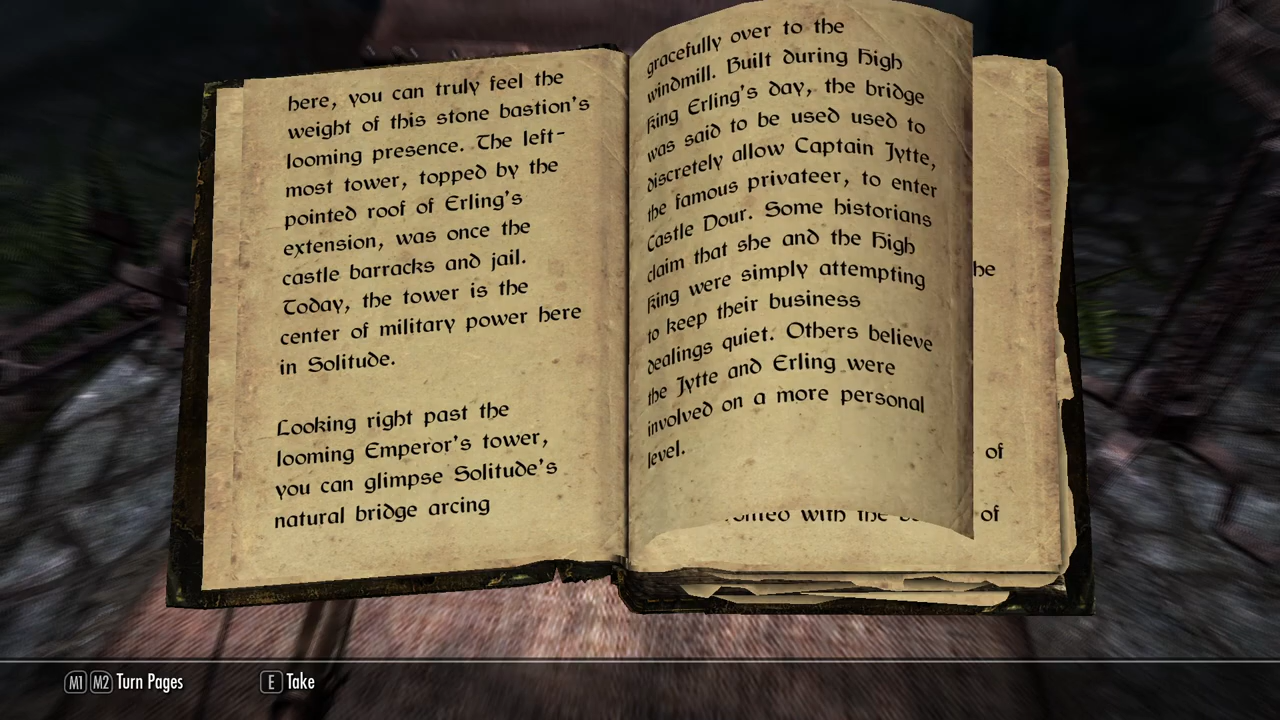 here, you can truly feel the
weight of this stone bastion's
looming presence. The left-
most tower, topped by the
pointed roof of Erling's
extension, was once the
castle barracks and jail.
Today, the tower is the
center of military power here
in Solitude.
Looking right past the
looming Emperor's tower,
you can glimpse Solitude's
natural bridge arcing
gracefully over to the
windmill. Built during High
King Erling's day, the bridge
was said to be used used to
discretely allow Captain Jytte,
the famous privateer, to enter
Castle Dour. Some historians
claim that she and the High
King were simply attempting
to keep their business
dealings quiet. Others believe
the Jytte and Erling were
involved on a more personal
level.
of
with the of
M1 M2 Turn Pages
E Take